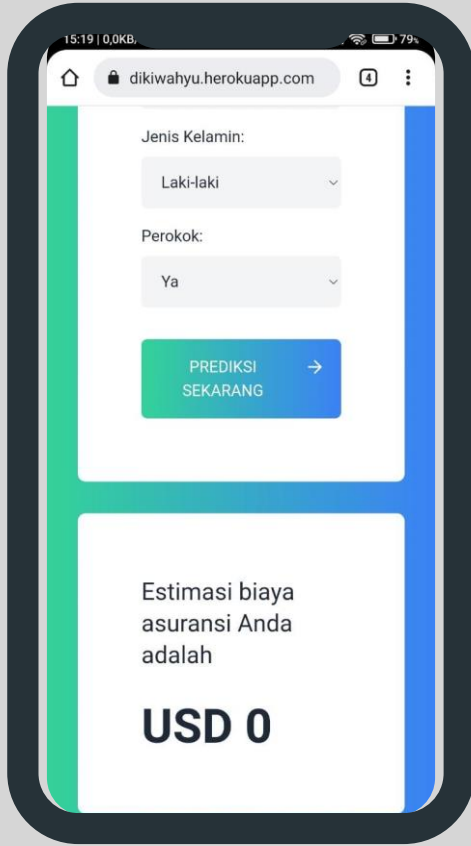 15:19 | 0,0KB/
79%
dikiwahyu.herokuapp.com
4
Jenis Kelamin:
Laki-laki
Perokok:
Ya
PREDIKSI
SEKARANG
Estimasi biaya
asuransi Anda
adalah
USD 0